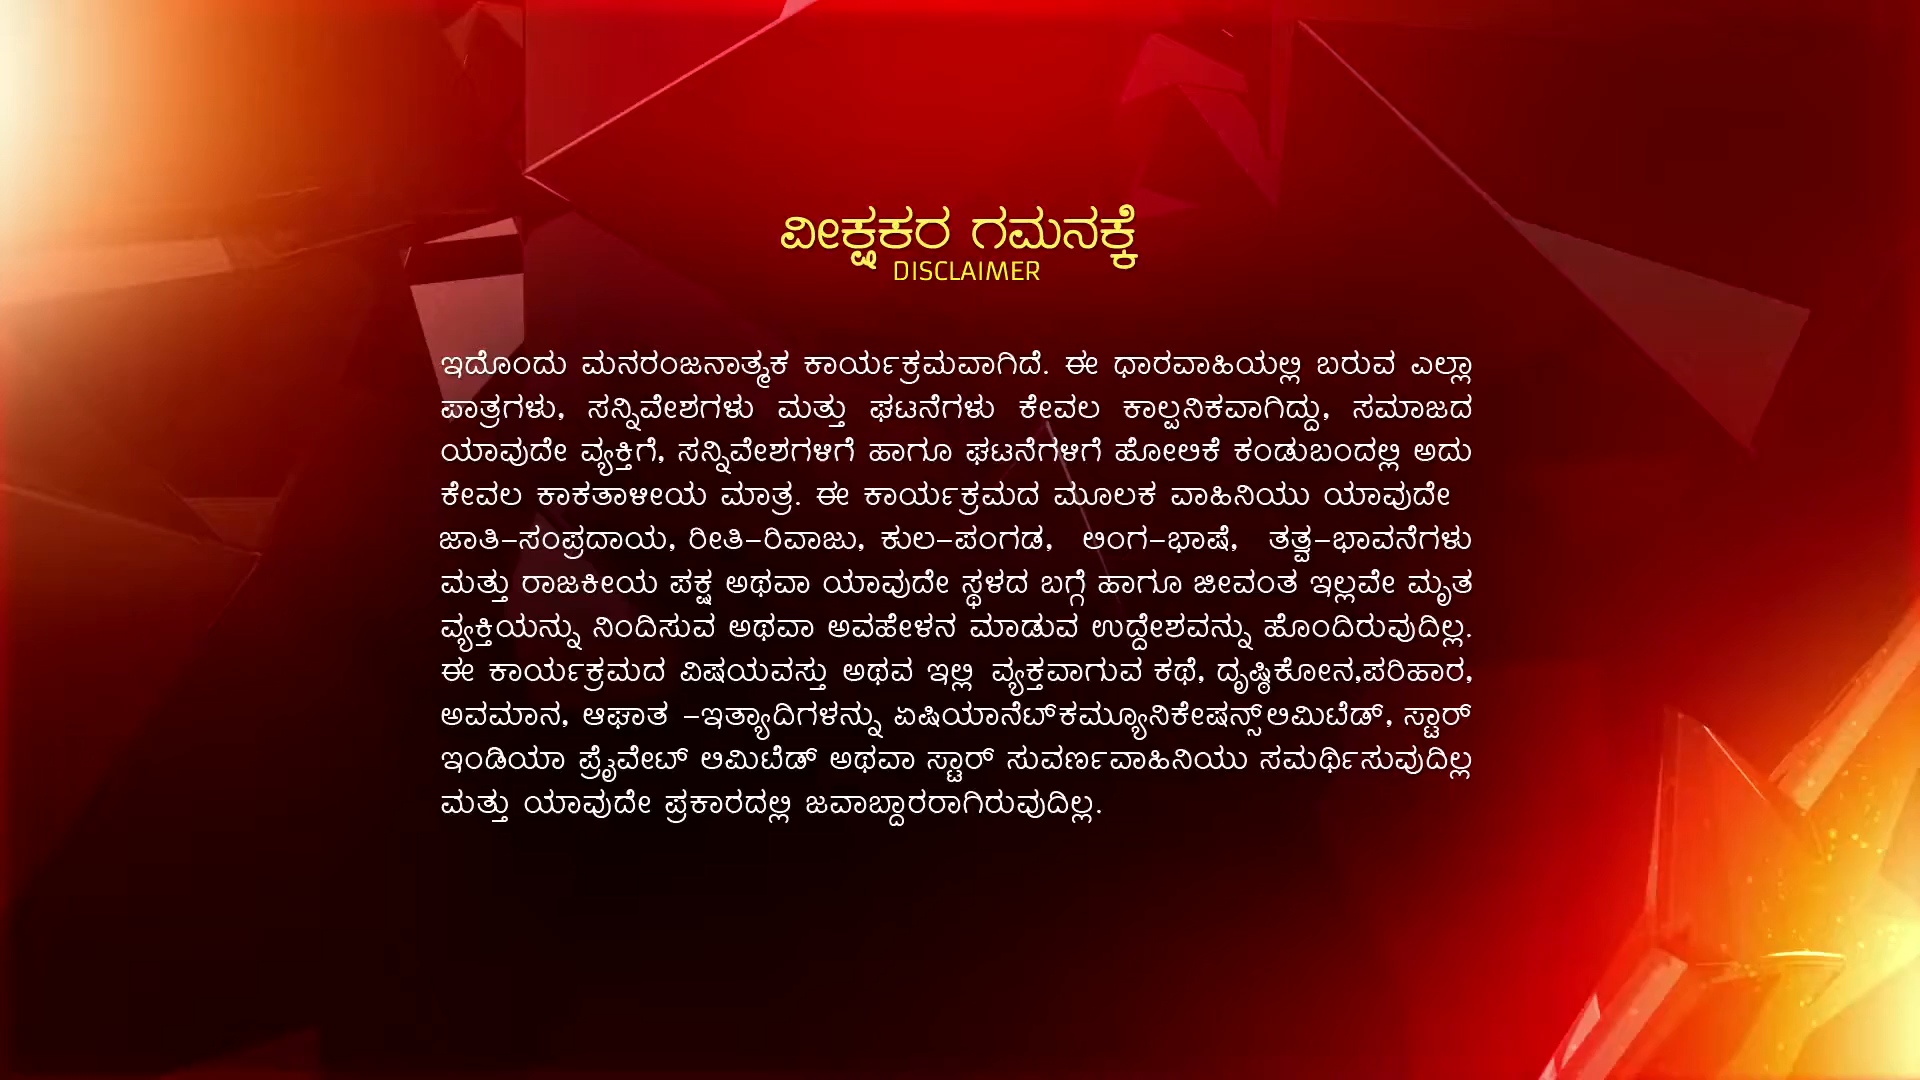 ವೀಕ್ಷಕರ ಗಮನಕ್ಕೆ
DISCLAIMER
ಇದೊಂದು ಮನರಂಜನಾತ್ಮಕ ಕಾರ್ಯಕ್ರಮವಾಗಿದೆ. ಈ ಧಾರವಾಹಿಯಲ್ಲಿ ಬರುವ ಎಲ್ಲಾ
ಪಾತ್ರಗಳು, ಸನ್ನಿವೇಶಗಳು ಮತ್ತು ಘಟನೆಗಳು ಕೇವಲ ಕಾಲ್ಪನಿಕವಾಗಿದ್ದು, ಸಮಾಜದ
ಯಾವುದೇ ವ್ಯಕ್ತಿಗೆ, ಸನ್ನಿವೇಶಗಳಿಗೆ ಹಾಗೂ ಘಟನೆಗಳಿಗೆ ಹೋಲಿಕೆ ಕಂಡುಬಂದಲ್ಲಿ ಅದು
ಕೇವಲ ಕಾಕತಾಳೀಯ ಮಾತ್ರ. ಈ ಕಾರ್ಯಕ್ರಮದ ಮೂಲಕ ವಾಹಿನಿಯು ಯಾವುದೇ
ಜಾತಿ–ಸಂಪ್ರದಾಯ, ರೀತಿ–ರಿವಾಜು, ಕುಲ–ಪಂಗಡ, ಲಿಂಗ–ಭಾಷೆ, ತತ್ವ–ಭಾವನೆಗಳು
ಮತ್ತು ರಾಜಕೀಯ ಪಕ್ಷ ಅಥವಾ ಯಾವುದೇ ಸ್ಥಳದ ಬಗ್ಗೆ ಹಾಗೂ ಜೀವಂತ ಇಲ್ಲವೇ ಮೃತ
ವ್ಯಕ್ತಿಯನ್ನು ನಿಂದಿಸುವ ಅಥವಾ ಅವಹೇಳನ ಮಾಡುವ ಉದ್ದೇಶವನ್ನು ಹೊಂದಿರುವುದಿಲ್ಲ.
ಈ ಕಾರ್ಯಕ್ರಮದ ವಿಷಯವಸ್ತು ಅಥವ ಇಲ್ಲಿ ವ್ಯಕ್ತವಾಗುವ ಕಥೆ, ದೃಷ್ಠಿಕೋನ,ಪರಿಹಾರ,
ಅವಮಾನ, ಆಘಾತ –ಇತ್ಯಾದಿಗಳನ್ನು ಏಷಿಯಾನೆಟ್‌ಕಮ್ಯೂನಿಕೇಷನ್ಸ್‌ಲಿಮಿಟೆಡ್, ಸ್ಟಾರ್
ಇಂಡಿಯಾ ಪ್ರೈವೇಟ್ ಲಿಮಿಟೆಡ್ ಅಥವಾ ಸ್ಟಾರ್ ಸುವರ್ಣವಾಹಿನಿಯು ಸಮರ್ಥಿಸುವುದಿಲ್ಲ
ಮತ್ತು ಯಾವುದೇ ಪ್ರಕಾರದಲ್ಲಿ ಜವಾಬ್ದಾರರಾಗಿರುವುದಿಲ್ಲ.